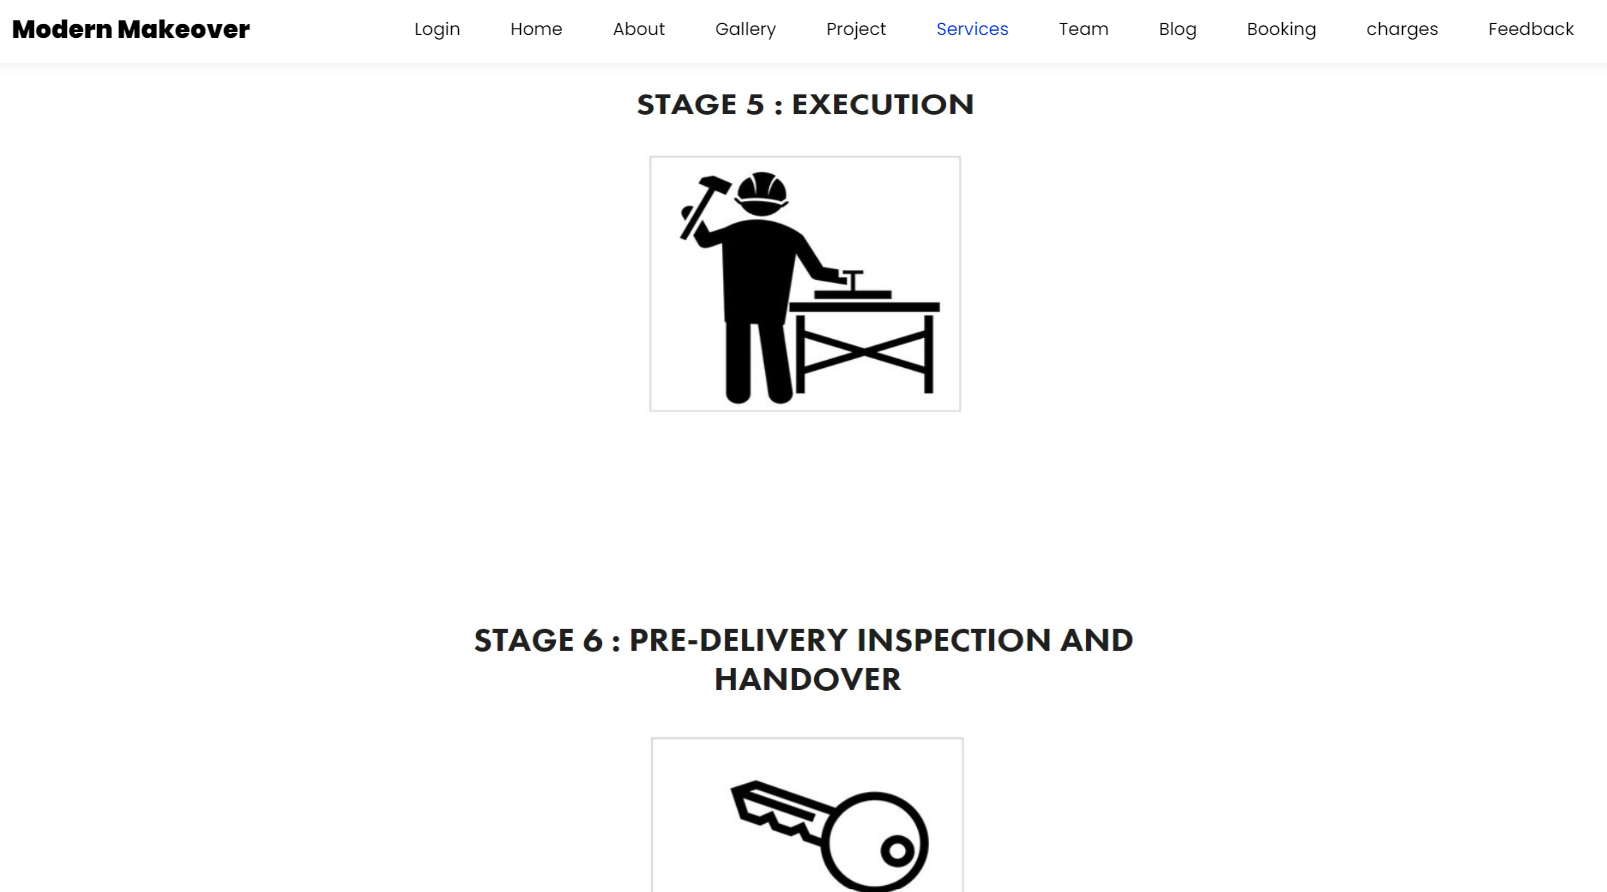 Modern Makeover Login Home About Gallery Project Services Team Blog Booking charges Feedback
STAGE 5 : EXECUTION
STAGE 6 : PRE-DELIVERY INSPECTION AND
HANDOVER